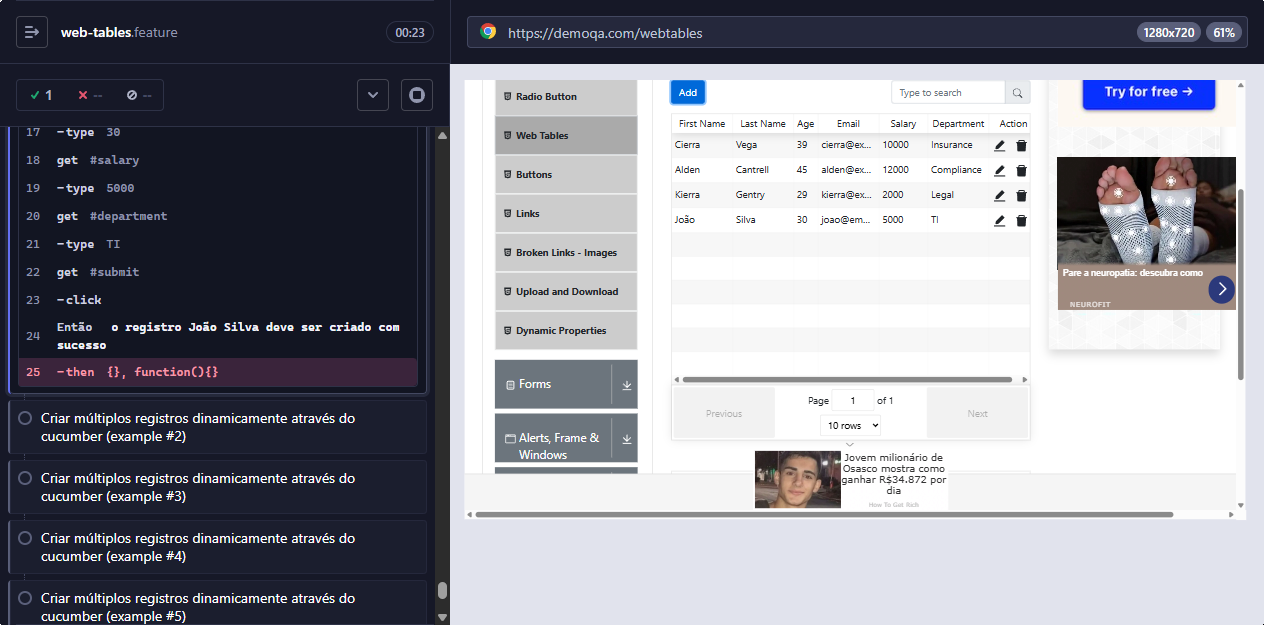 web-tables.feature
00:23
1
--
--
17 -type 30
18 get #salary
19 -type 5000
20 get #department
21 -type TI
22 get #submit
23 -click
24 Então o registro João Silva deve ser criado com
sucesso
25 -then {}, function(){}
Criar múltiplos registros dinamicamente através do
cucumber (example #2)
Criar múltiplos registros dinamicamente através do
cucumber (example #3)
Criar múltiplos registros dinamicamente através do
cucumber (example #4)
Criar múltiplos registros dinamicamente através do
cucumber (example #5)
https://demoqa.com/webtables
1280x720
61%
Radio Button
Web Tables
Buttons
Links
Broken Links - Images
Upload and Download
Dynamic Properties
Forms
Alerts, Frame &
Windows
Add
Type to search
First Name Last Name Age Email Salary Department Action
Cierra Vega 39 cierra@ex... 10000 Insurance
Alden Cantrell 45 alden@ex... 12000 Compliance
Kierra Gentry 29 kierra@ex... 2000 Legal
João Silva 30 joao@em... 5000 TI
Previous
Page 1 of 1
10 rows
Next
Jovem milionário de
Osasco mostra como
ganhar R$34.872 por
dia
How To Get Rich
Try for free →
Pare a neuropatia: descubra como
NEUROFIT